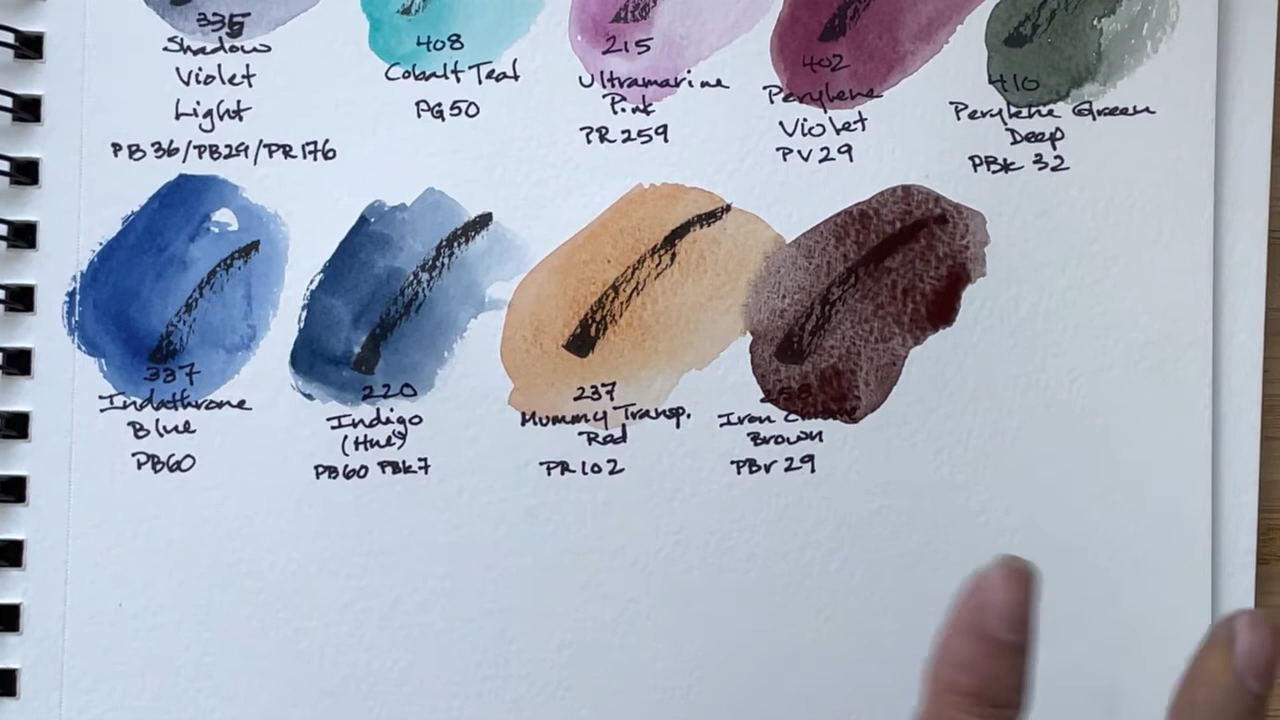 335
Shadow
Violet
Light
PB36/PB29/PR176
408
Cobalt Teal
PG50
215
Ultramarine
Pink
PR259
402
Perylene
Violet
PV29
410
Perylene Green
Deep
PBk 32
337
Indathrone
Blue
PB60
220
Indigo
(Hue)
PB60 PBk7
237
Mummy Transp.
Red
PR102
Iron
Brown
PBr 29